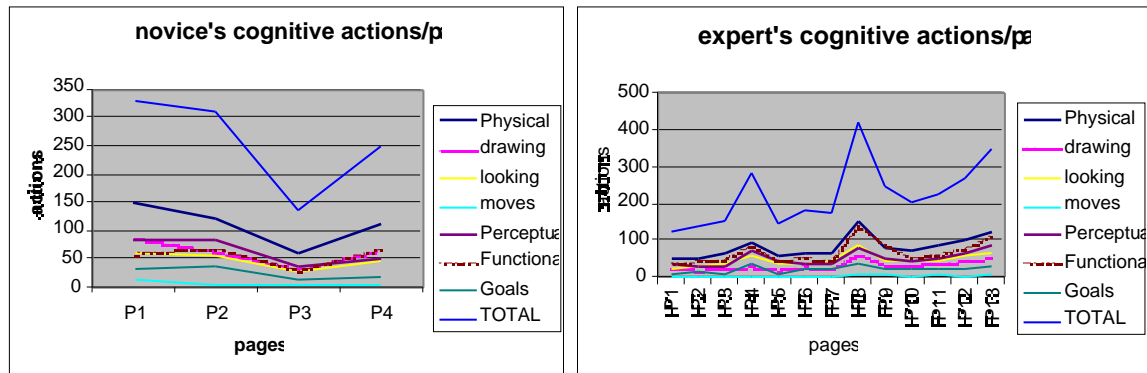 novice's cognitive actions/p
350
300
250
200
150
100
50
0
P1 P2 P3 P4
pages
Physical
drawing
looking
moves
Perceptua
Functiona
Goals
TOTAL
expert's cognitive actions/pa
500
400
300
200
100
0
pages
Physical
drawing
looking
moves
Perceptua
Functiona
Goals
TOTAL